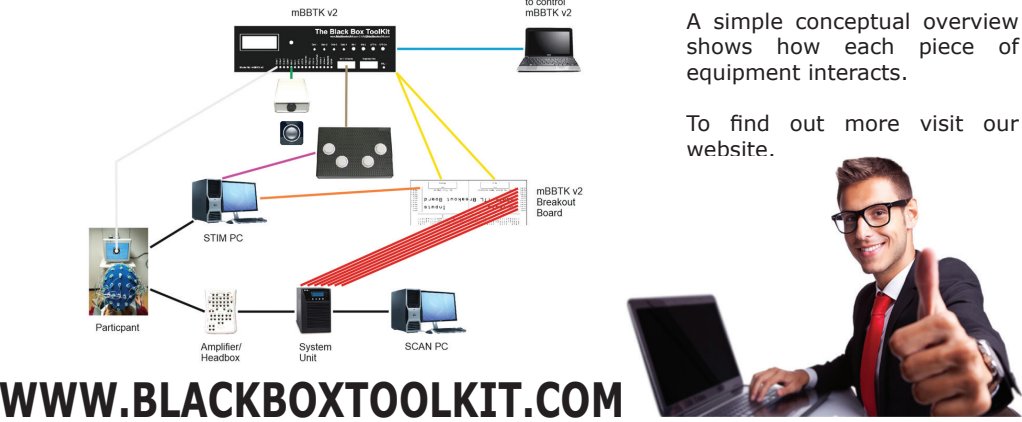 to control
mBBTK v2
mBBTK v2
The Black Box ToolKit
A simple conceptual overview
shows how each piece of
equipment interacts.
To find out more visit our
website.
mBBTK v2
Breakout
Board
Inputs
STIM PC
Particpant
Amplifier/
Headbox
System
Unit
SCAN PC
WWW.BLACKBOXTOOLKIT.COM